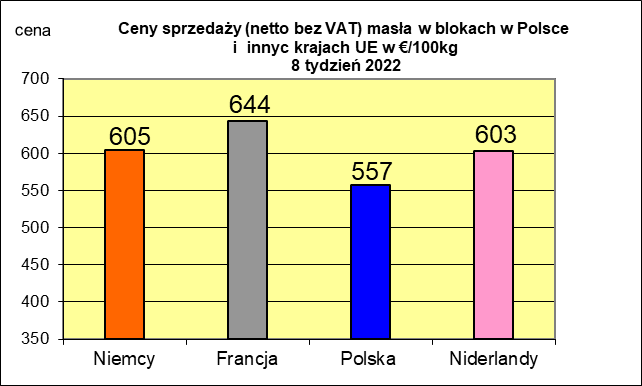 cena
Ceny sprzedaży (netto bez VAT) masła w blokach w Polsce
i innyc krajach UE w €/100kg
8 tydzień 2022
700
650
600
550
500
450
400
350
605
644
557
603
Niemcy
Francja
Polska
Niderlandy